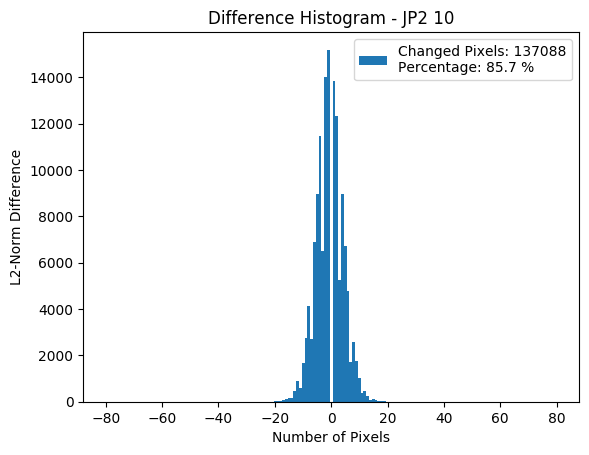 Difference Histogram - JP2 10
Changed Pixels: 137088
Percentage: 85.7 %
14000
12000
10000
8000
6000
4000
2000
0
L2-Norm Difference
−80 −60 −40 −20 0 20 40 60 80
Number of Pixels